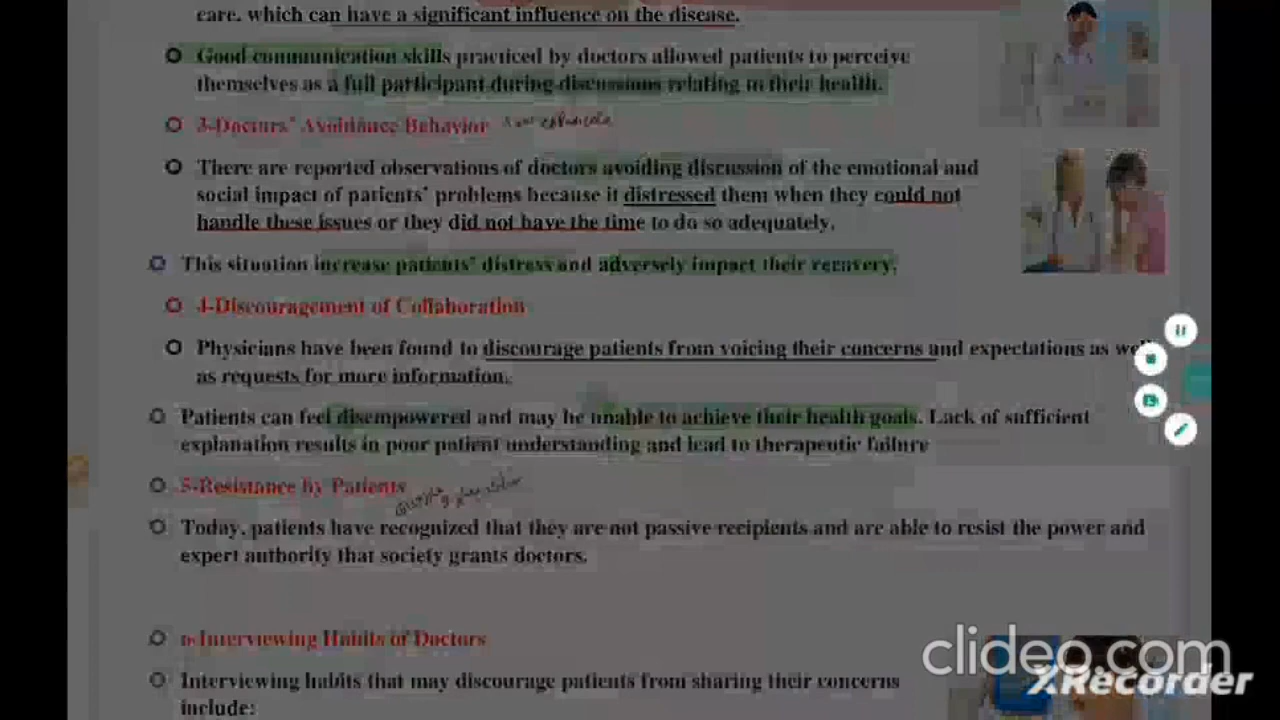 care, which can have a significant influence on the disease.
Good communication skills practiced by doctors allowed patients to perceive
themselves as a full participant during discussions relating to their health.
3-Doctors' Avoidance Behavior
There are reported observations of doctors avoiding discussion of the emotional and
social impact of patients' problems because it distressed them when they could not
handle these issues or they did not have the time to do so adequately.
This situation increase patients' distress and adversely impact their recovery.
4-Discouragement of Collaboration
Physicians have been found to discourage patients from voicing their concerns and expectations as well
as requests for more information.
Patients can feel disempowered and may be unable to achieve their health goals. Lack of sufficient
explanation results in poor patient understanding and lead to therapeutic failure
5-Resistance by Patients
Today, patients have recognized that they are not passive recipients and are able to resist the power and
expert authority that society grants doctors.
6-Interviewing Habits of Doctors
Interviewing habits that may discourage patients from sharing their concerns
include:
clideo.com
XRecorder